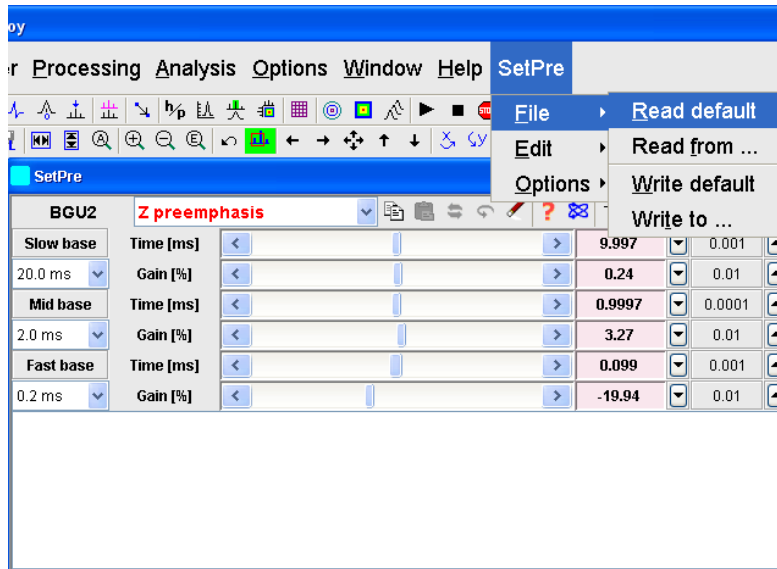 oy
r Processing Analysis Options Window Help SetPre
h/p
File Read default
Edit Read from ...
Options Write default
Write to ...
SetPre
BGU2 Z preemphasis
Slow base Time [ms] 9.997 0.001
20.0 ms Gain [%] 0.24 0.01
Mid base Time [ms] 0.9997 0.0001
2.0 ms Gain [%] 3.27 0.01
Fast base Time [ms] 0.099 0.001
0.2 ms Gain [%] -19.94 0.01